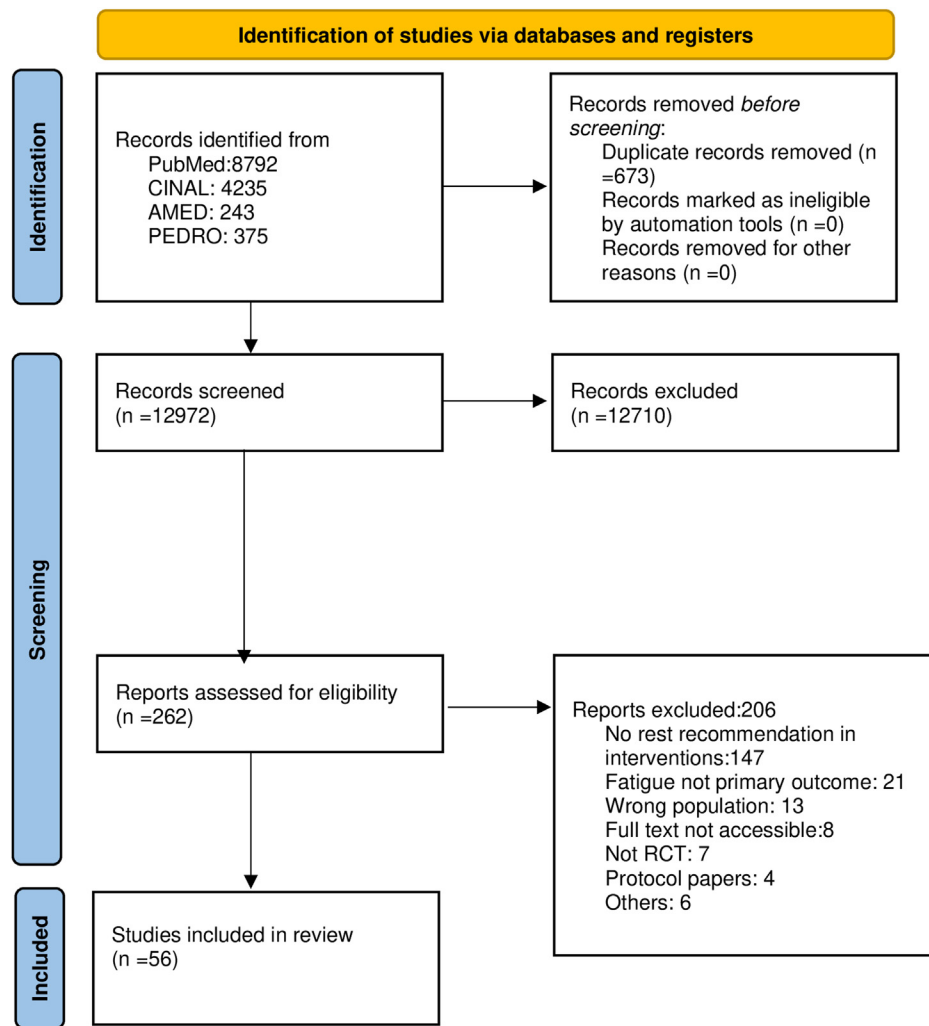 Identification of studies via databases and registers
Identification
Records identified from
PubMed:8792
CINAL: 4235
AMED: 243
PEDRO: 375
Records removed before
screening:
Duplicate records removed (n
=673)
Records marked as ineligible
by automation tools (n =0)
Records removed for other
reasons (n =0)
Screening
Records screened
(n =12972)
Records excluded
(n =12710)
Reports assessed for eligibility
(n =262)
Reports excluded:206
No rest recommendation in
interventions:147
Fatigue not primary outcome: 21
Wrong population: 13
Full text not accessible:8
Not RCT: 7
Protocol papers: 4
Others: 6
Included
Studies included in review
(n =56)